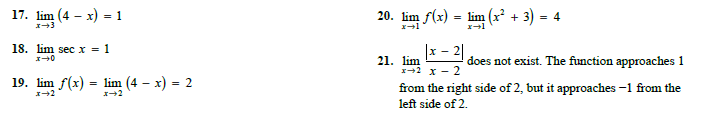 17. lim x→3 (4 − x) = 1
18. lim x→0 sec x = 1
19. lim x→2 f(x) = lim x→2 (4 − x) = 2
20. lim x→1 f(x) = lim x→1 (x² + 3) = 4
21. lim x→2 |x − 2| / x − 2 does not exist. The function approaches 1
from the right side of 2, but it approaches −1 from the
left side of 2.